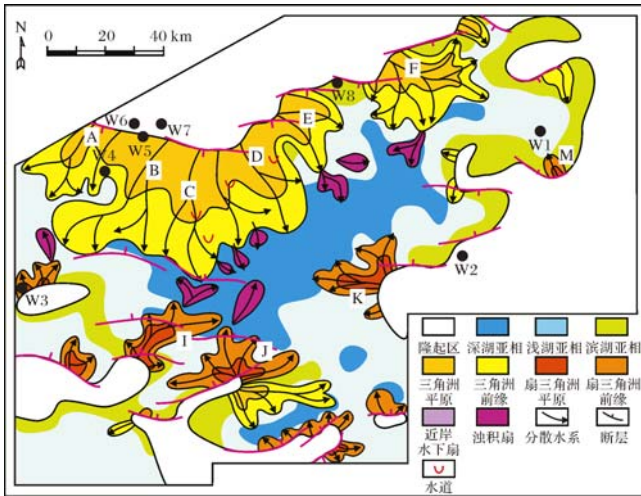 N
0 20 40 km
F
W8
W6
W7
E
A
W5
W1
W4
B
D
M
C
W2
W3
K
I
J
隆起区 深湖亚相 浅湖亚相 滨湖亚相
三角洲 三角洲 扇三角洲 扇三角洲
平原 前缘 平原 前缘
近岸 浊积扇 分散水系 断层
水下扇
水道